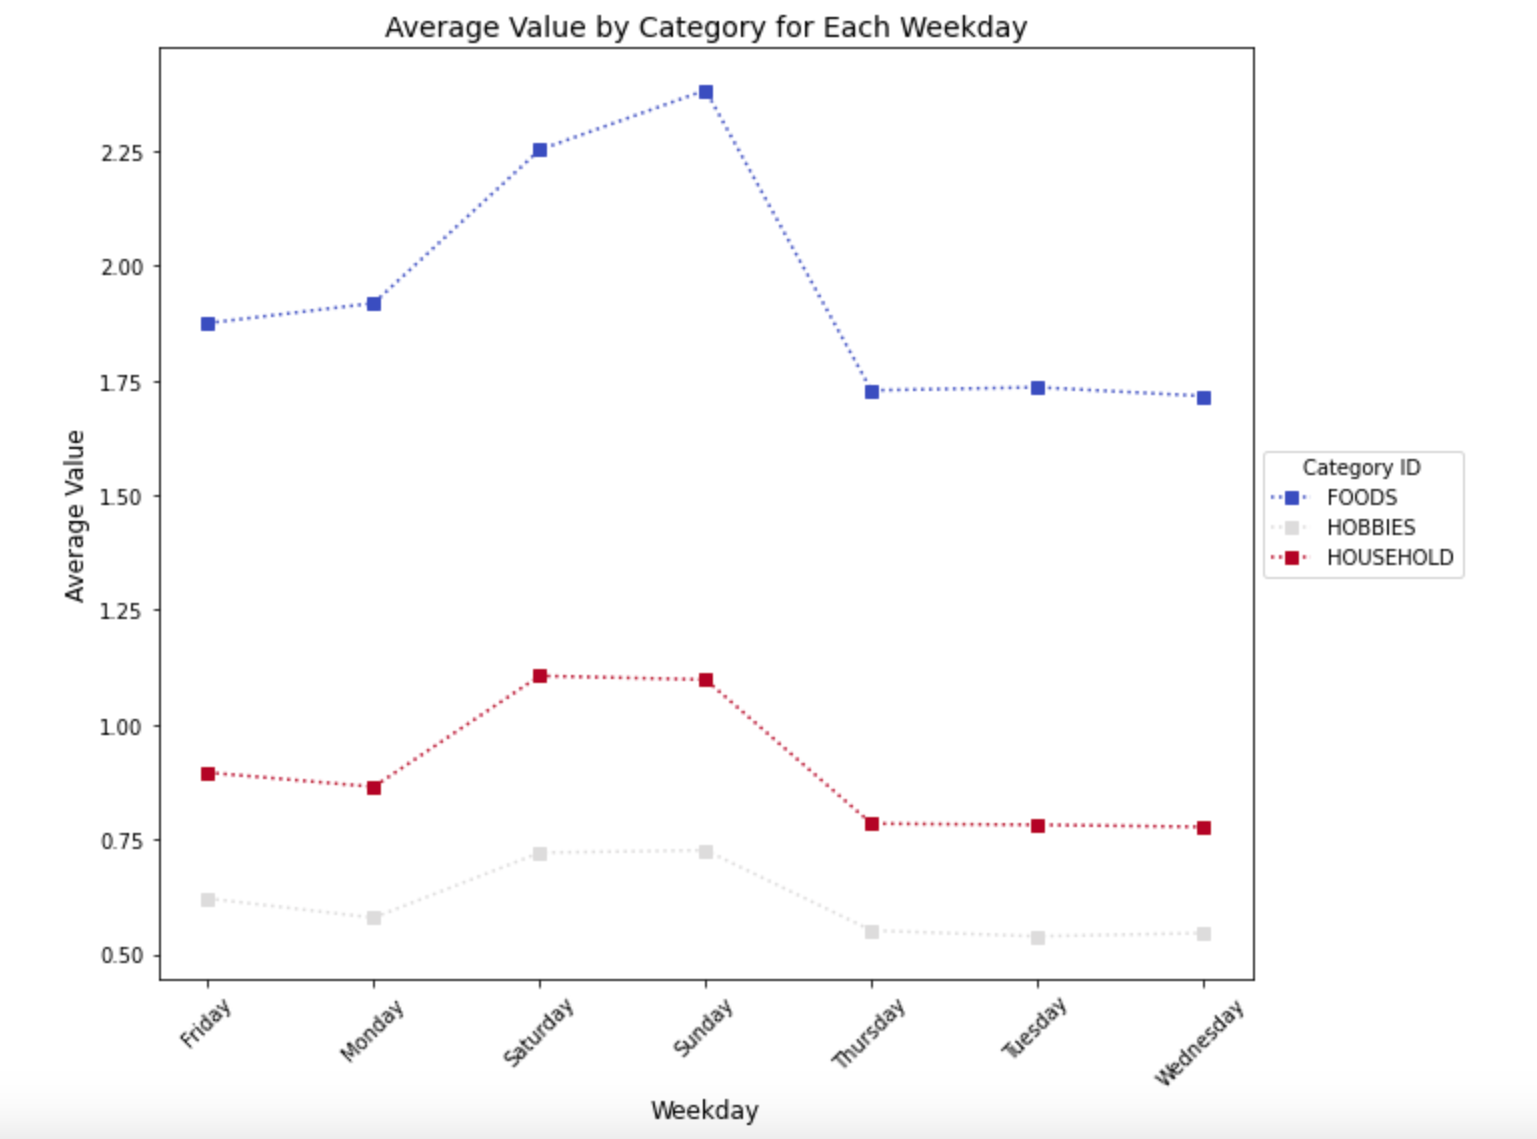 Average Value by Category for Each Weekday
2.25
2.00
1.75
1.50
1.25
1.00
0.75
0.50
Average Value
Friday
Monday
Saturday
Sunday
Thursday
Tuesday
Wednesday
Weekday
Category ID
FOODS
HOBBIES
HOUSEHOLD